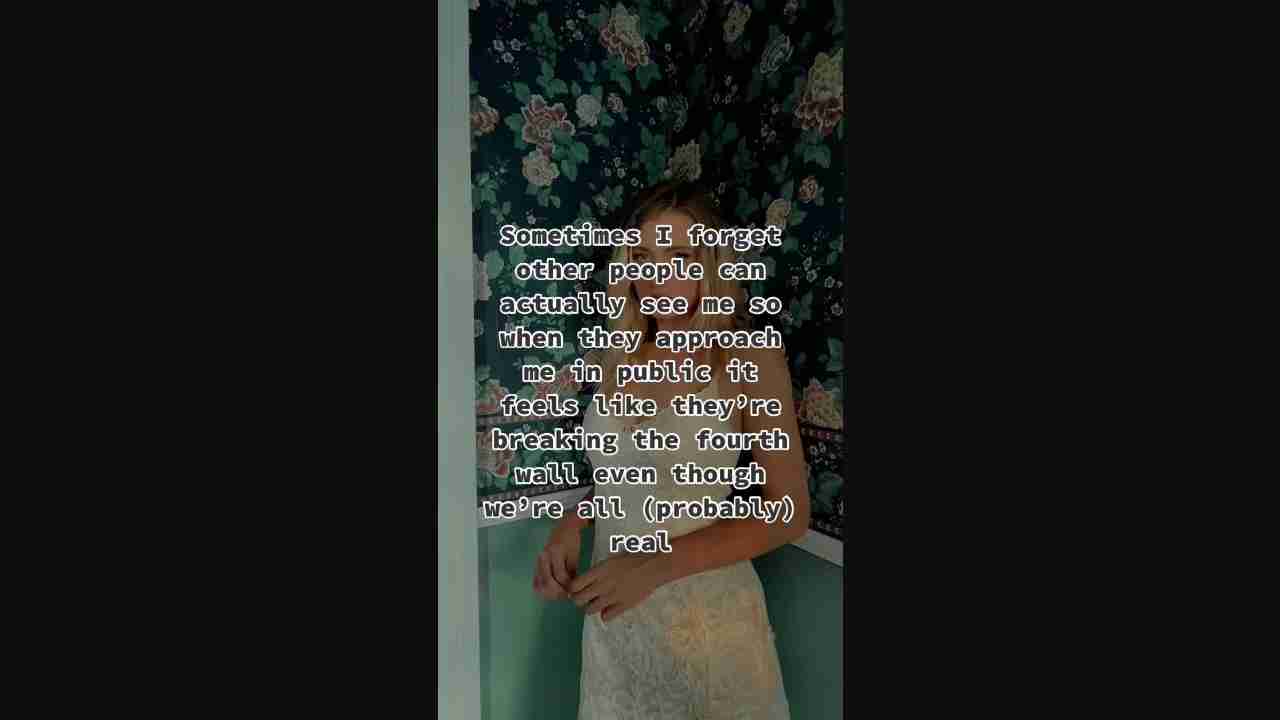 Sometimes I forget
other people can
actually see me so
when they approach
me in public it
feels like they’re
breaking the fourth
wall even though
we’re all (probably)
real